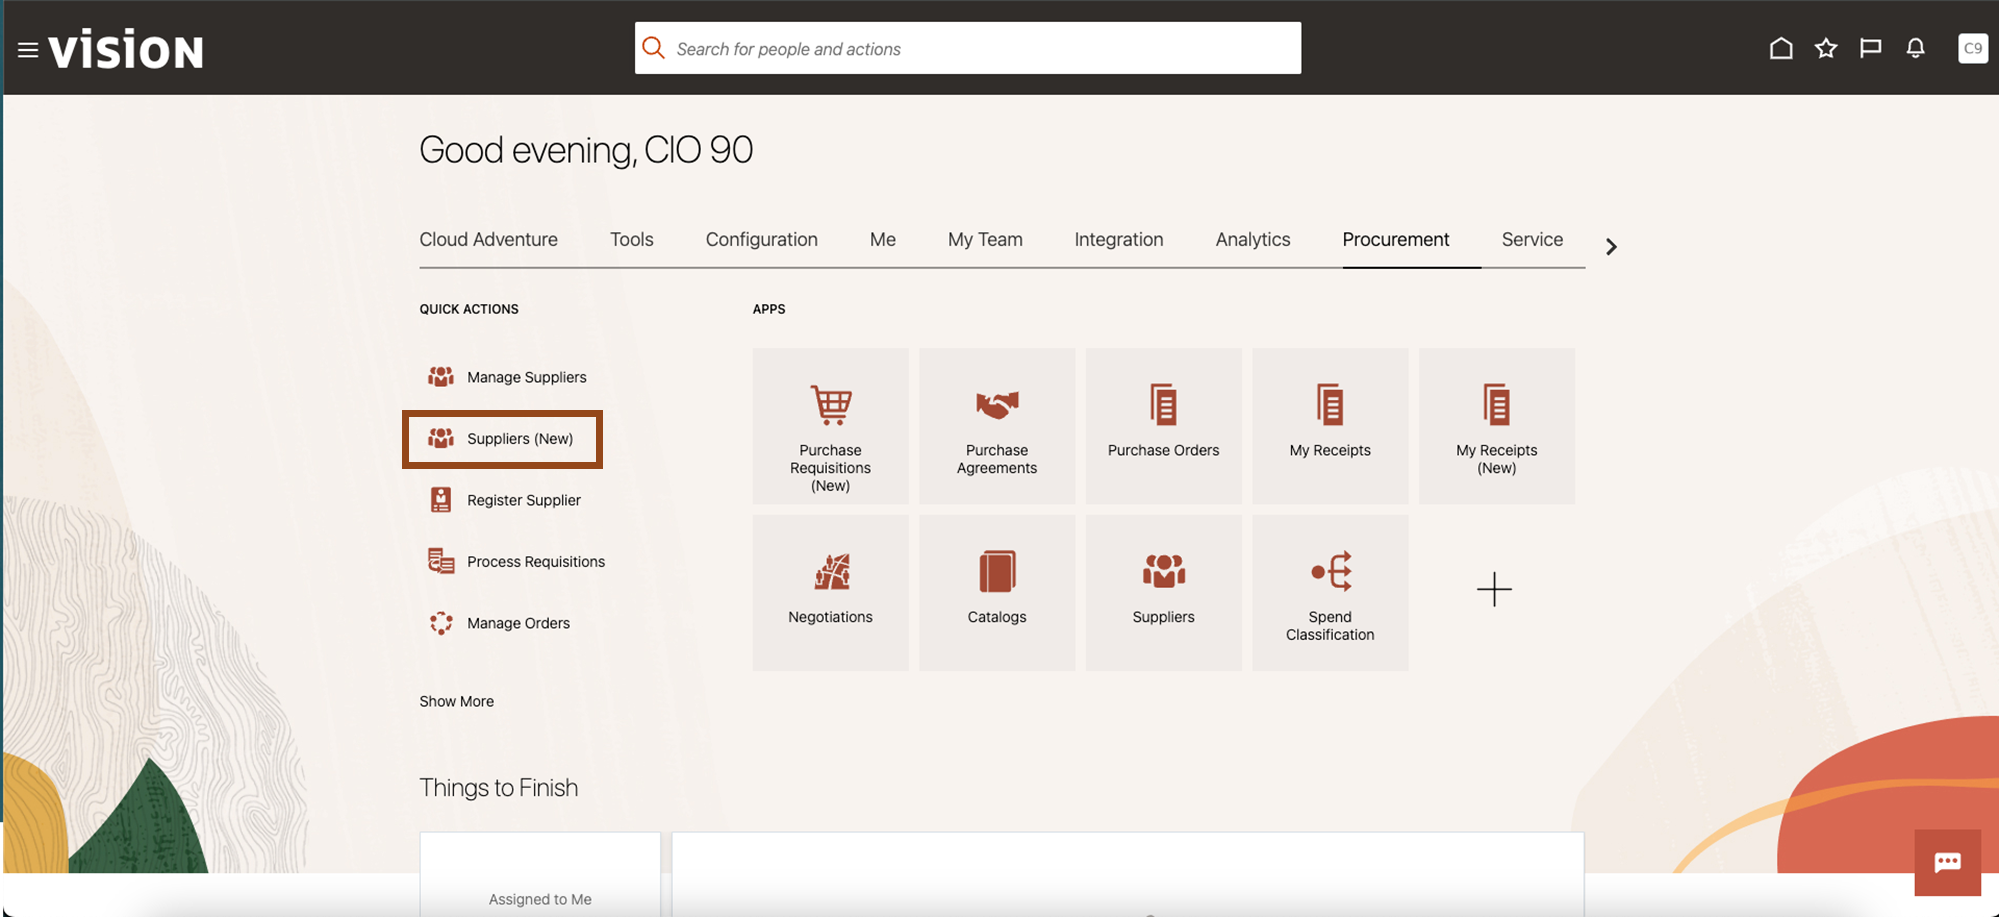 vision
Search for people and actions
C9
Good evening, CIO 90
Cloud Adventure
Tools
Configuration
Me
My Team
Integration
Analytics
Procurement
Service
QUICK ACTIONS
Manage Suppliers
Suppliers (New)
Register Supplier
Process Requisitions
Manage Orders
Show More
APPS
Purchase
Requisitions
(New)
Purchase
Agreements
Purchase Orders
My Receipts
My Receipts
(New)
Negotiations
Catalogs
Suppliers
Spend
Classification
Things to Finish
Assigned to Me